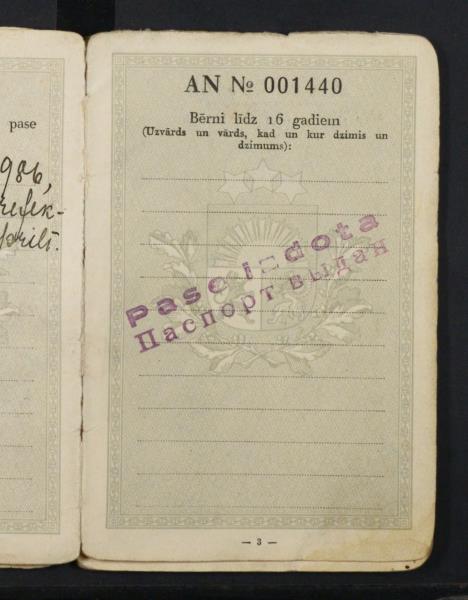 pase
AN № 001440
Bērni līdz 16 gadiem
(Uzvārds un vārds, kad un kur dzimis un
dzimums):
Pase izdota
Паспорт выдан
— 3 —